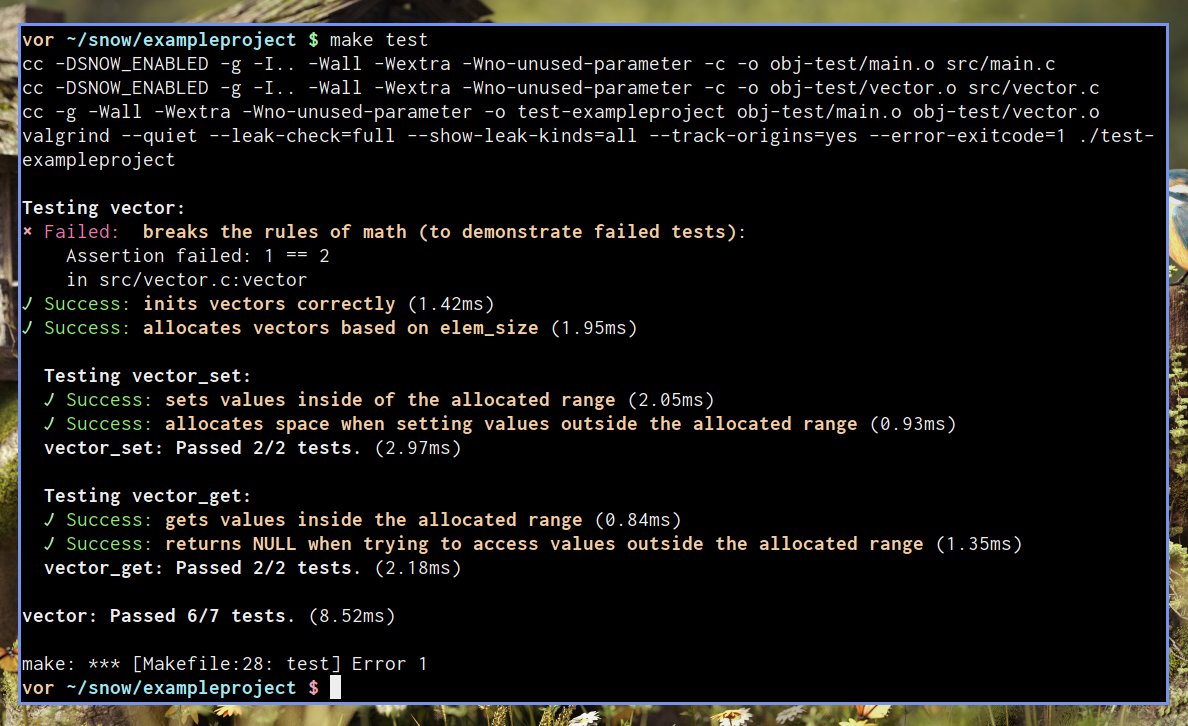 vor ~/snow/exampleproject $ make test
cc -DSNOW_ENABLED -g -I.. -Wall -Wextra -Wno-unused-parameter -c -o obj-test/main.o src/main.c
cc -DSNOW_ENABLED -g -I.. -Wall -Wextra -Wno-unused-parameter -c -o obj-test/vector.o src/vector.c
cc -g -Wall -Wextra -Wno-unused-parameter -o test-exampleproject obj-test/main.o obj-test/vector.o
valgrind --quiet --leak-check=full --show-leak-kinds=all --track-origins=yes --error-exitcode=1 ./test-
exampleproject
Testing vector:
✕ Failed:  breaks the rules of math (to demonstrate failed tests):
    Assertion failed: 1 == 2
    in src/vector.c:vector
✓ Success: inits vectors correctly (1.42ms)
✓ Success: allocates vectors based on elem_size (1.95ms)
  Testing vector_set:
  ✓ Success: sets values inside of the allocated range (2.05ms)
  ✓ Success: allocates space when setting values outside the allocated range (0.93ms)
  vector_set: Passed 2/2 tests. (2.97ms)
  Testing vector_get:
  ✓ Success: gets values inside the allocated range (0.84ms)
  ✓ Success: returns NULL when trying to access values outside the allocated range (1.35ms)
  vector_get: Passed 2/2 tests. (2.18ms)
vector: Passed 6/7 tests. (8.52ms)
make: *** [Makefile:28: test] Error 1
vor ~/snow/exampleproject $